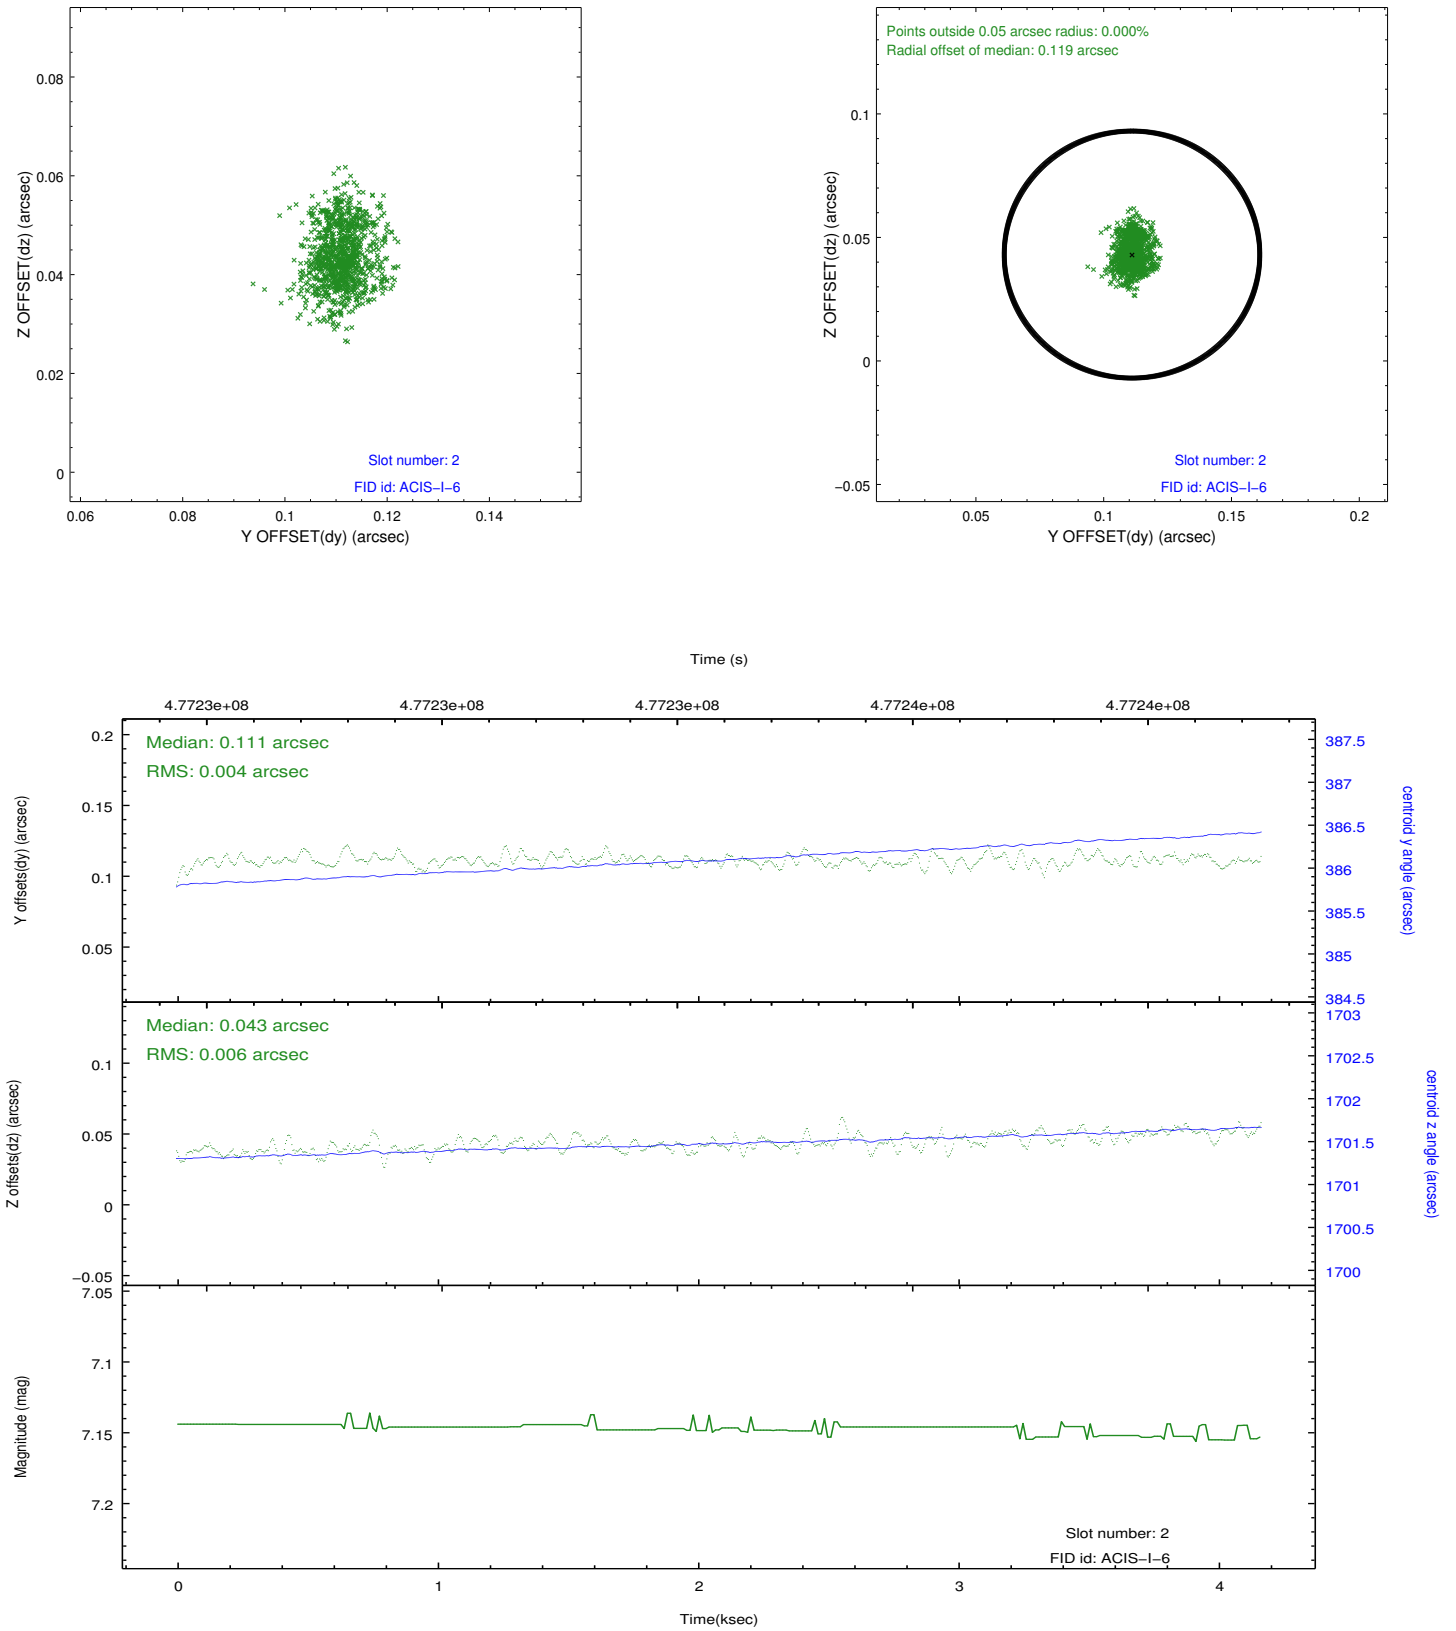 0.08
0.06
0.04
0.02
0
Z OFFSET(dz) (arcsec)
0.06 0.08 0.1 0.12 0.14
Y OFFSET(dy) (arcsec)
Slot number: 2
FID id: ACIS−I−6
Points outside 0.05 arcsec radius: 0.000%
Radial offset of median: 0.119 arcsec
0.1
0.05
0
−0.05
Z OFFSET(dz) (arcsec)
0.05 0.1 0.15 0.2
Y OFFSET(dy) (arcsec)
Slot number: 2
FID id: ACIS−I−6
Time (s)
4.7723e+08 4.7723e+08 4.7723e+08 4.7724e+08 4.7724e+08
Median: 0.111 arcsec
RMS: 0.004 arcsec
0.2
0.15
0.1
0.05
Y offsets(dy) (arcsec)
387.5
387
386.5
386
385.5
385
384.5
centroid y angle (arcsec)
Median: 0.043 arcsec
RMS: 0.006 arcsec
0.1
0.05
0
−0.05
Z offsets(dz) (arcsec)
1703
1702.5
1702
1701.5
1701
1700.5
1700
centroid z angle (arcsec)
7.05
7.1
7.15
7.2
Magnitude (mag)
Slot number: 2
FID id: ACIS−I−6
0 1 2 3 4
Time(ksec)